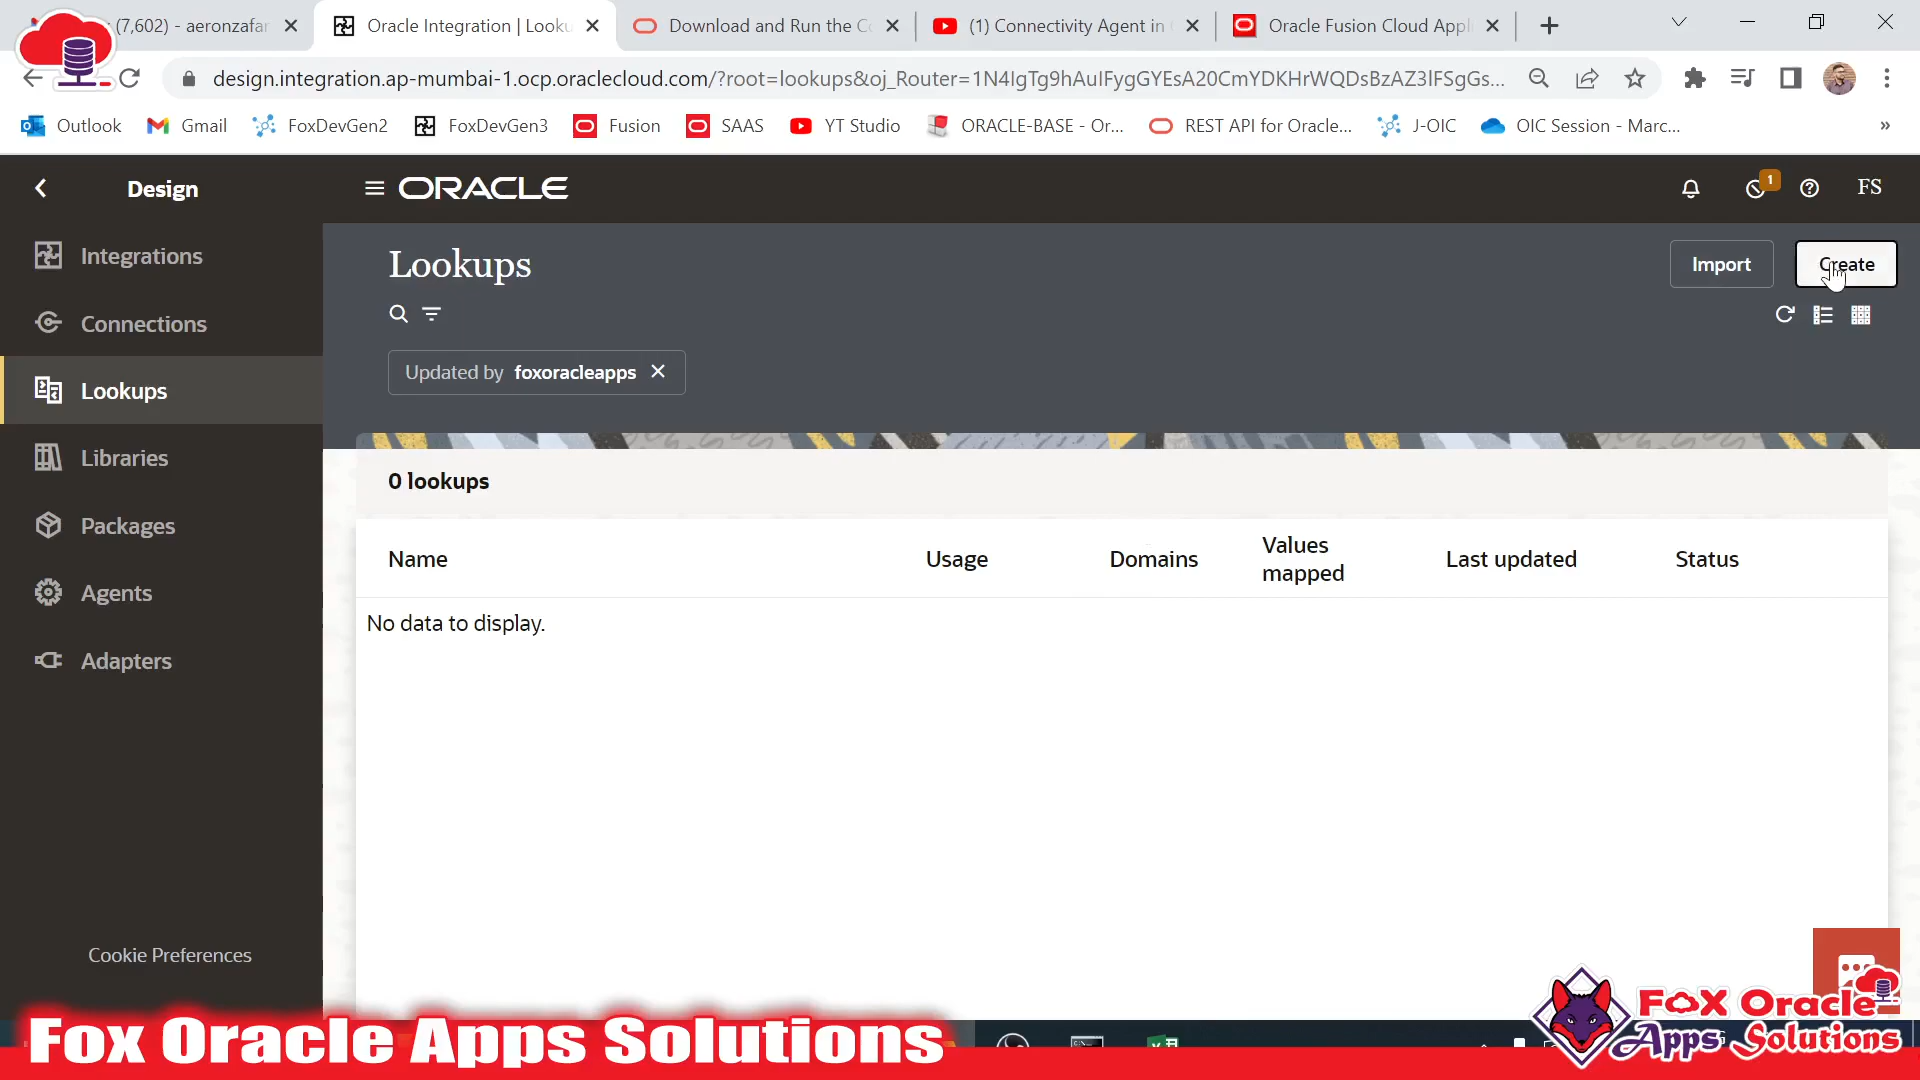 (7,602) - aeronzafar
Oracle Integration | Looku
Download and Run the Co
(1) Connectivity Agent in
Oracle Fusion Cloud Appl
design.integration.ap-mumbai-1.ocp.oraclecloud.com/?root=lookups&oj_Router=1N4IgTg9hAuIFygGYEsA20CmYDKHrWQDsBzAZ3lFSgGs...
Outlook
Gmail
FoxDevGen2
FoxDevGen3
Fusion
SAAS
YT Studio
ORACLE-BASE - Or...
REST API for Oracle...
J-OIC
OIC Session - Marc...
»
Design
ORACLE
1
FS
Integrations
Connections
Lookups
Libraries
Packages
Agents
Adapters
Cookie Preferences
Lookups
Import
Create
Updated by foxoracleapps
0 lookups
Name
Usage
Domains
Values mapped
Last updated
Status
No data to display.
Fox Oracle Apps Solutions
Fox Oracle
Apps Solutions